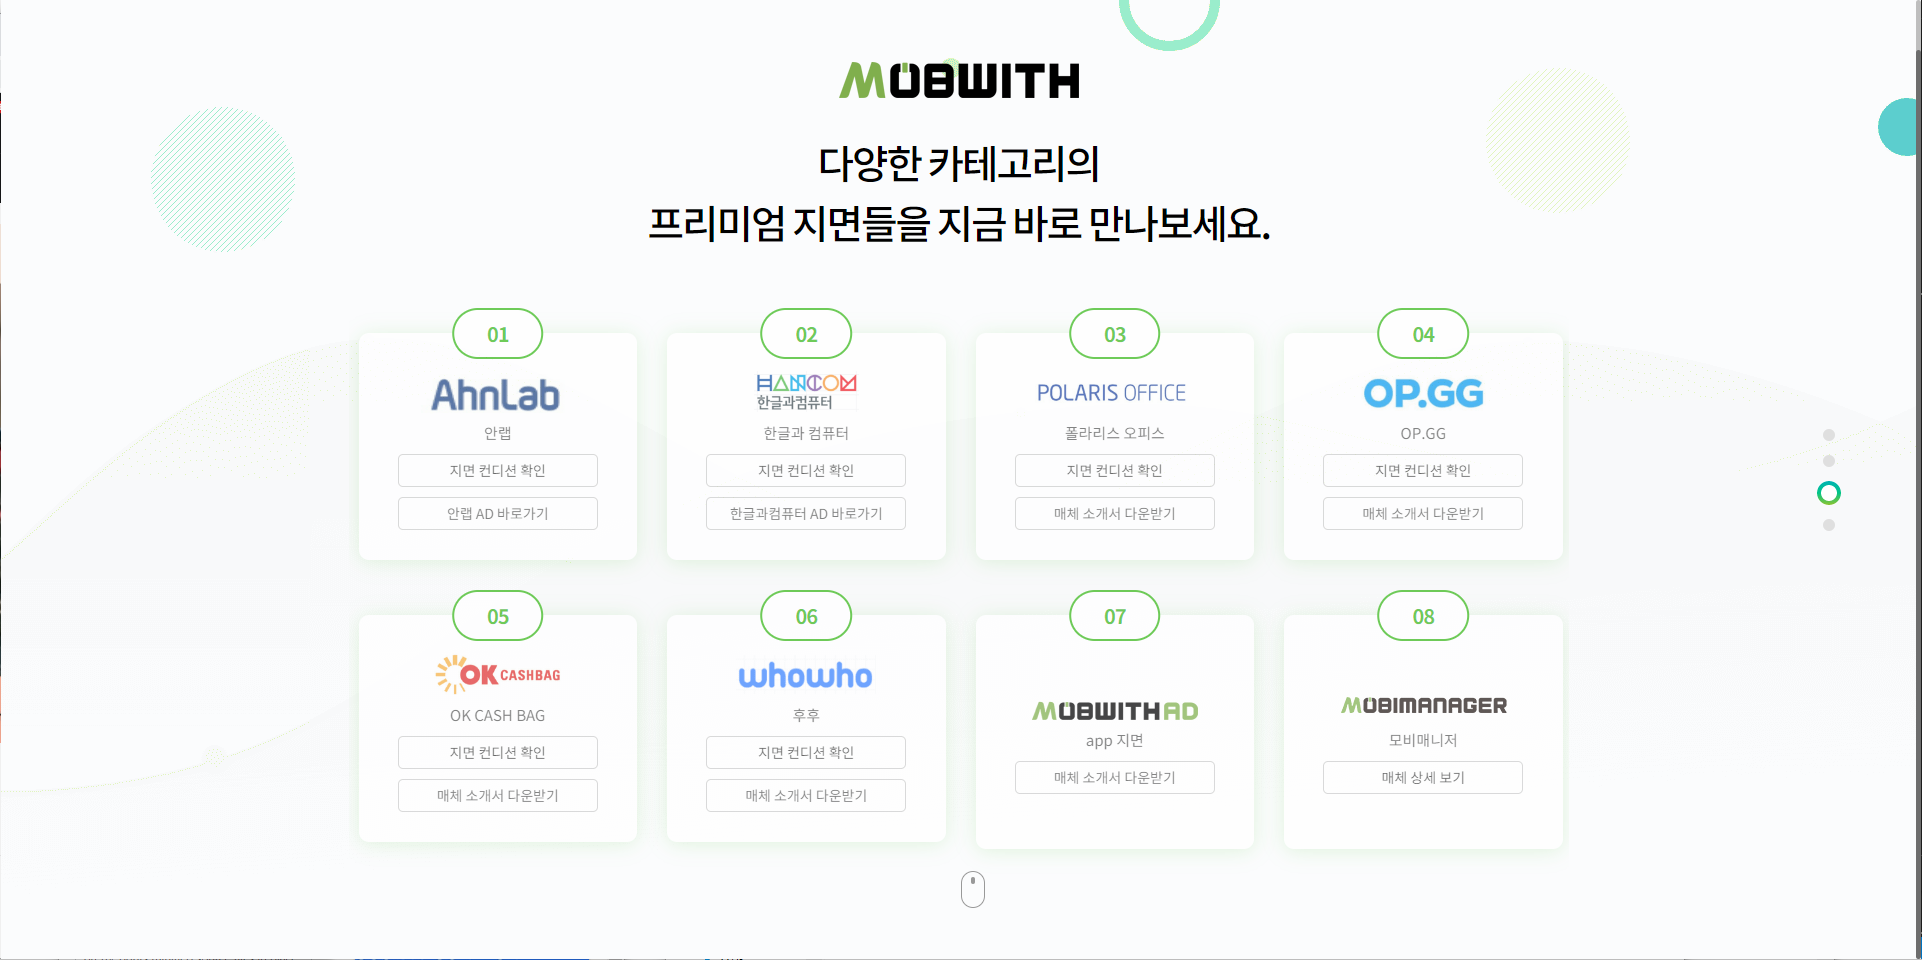 MOBWITH
다양한 카테고리의
프리미엄 지면들을 지금 바로 만나보세요.
01
AhnLab
안랩
지면 컨디션 확인
안랩 AD 바로가기
02
HANCOM
한글과컴퓨터
한글과 컴퓨터
지면 컨디션 확인
한글과컴퓨터 AD 바로가기
03
POLARIS OFFICE
폴라리스 오피스
지면 컨디션 확인
매체 소개서 다운받기
04
OP.GG
OP.GG
지면 컨디션 확인
매체 소개서 다운받기
05
OK CASHBAG
OK CASH BAG
지면 컨디션 확인
매체 소개서 다운받기
06
whowho
후후
지면 컨디션 확인
매체 소개서 다운받기
07
MOBWITH AD
app 지면
매체 소개서 다운받기
08
MOBIMANAGER
모비매니저
매체 상세 보기